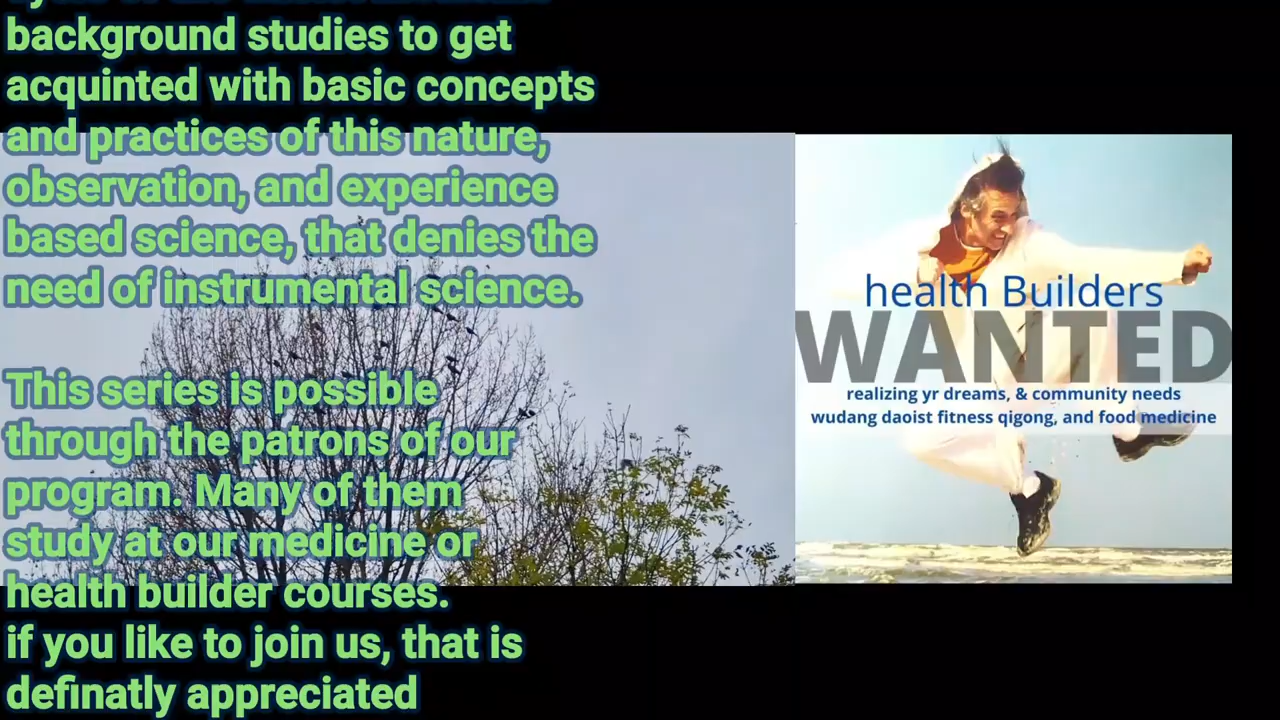 background studies to get
acquinted with basic concepts
and practices of this nature,
observation, and experience
based science, that denies the
need of instrumental science.
This series is possible
through the patrons of our
program. Many of them
study at our medicine or
health builder courses.
if you like to join us, that is
definatly appreciated
health Builders
WANTED
realizing yr dreams, & community needs
wudang daoist fitness qigong, and food medicine